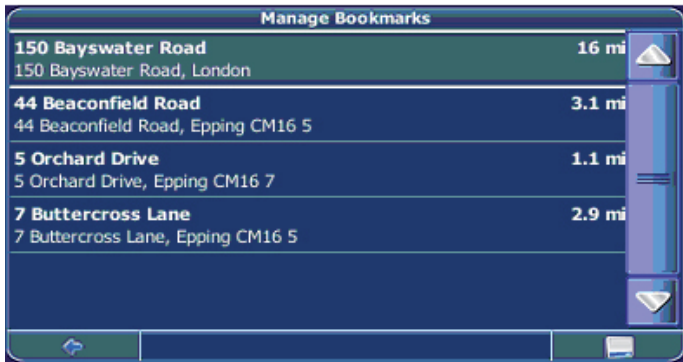 Manage Bookmarks
150 Bayswater Road 16 mi
150 Bayswater Road, London
44 Beaconfield Road 3.1 mi
44 Beaconfield Road, Epping CM16 5
5 Orchard Drive 1.1 mi
5 Orchard Drive, Epping CM16 7
7 Buttercross Lane 2.9 mi
7 Buttercross Lane, Epping CM16 5